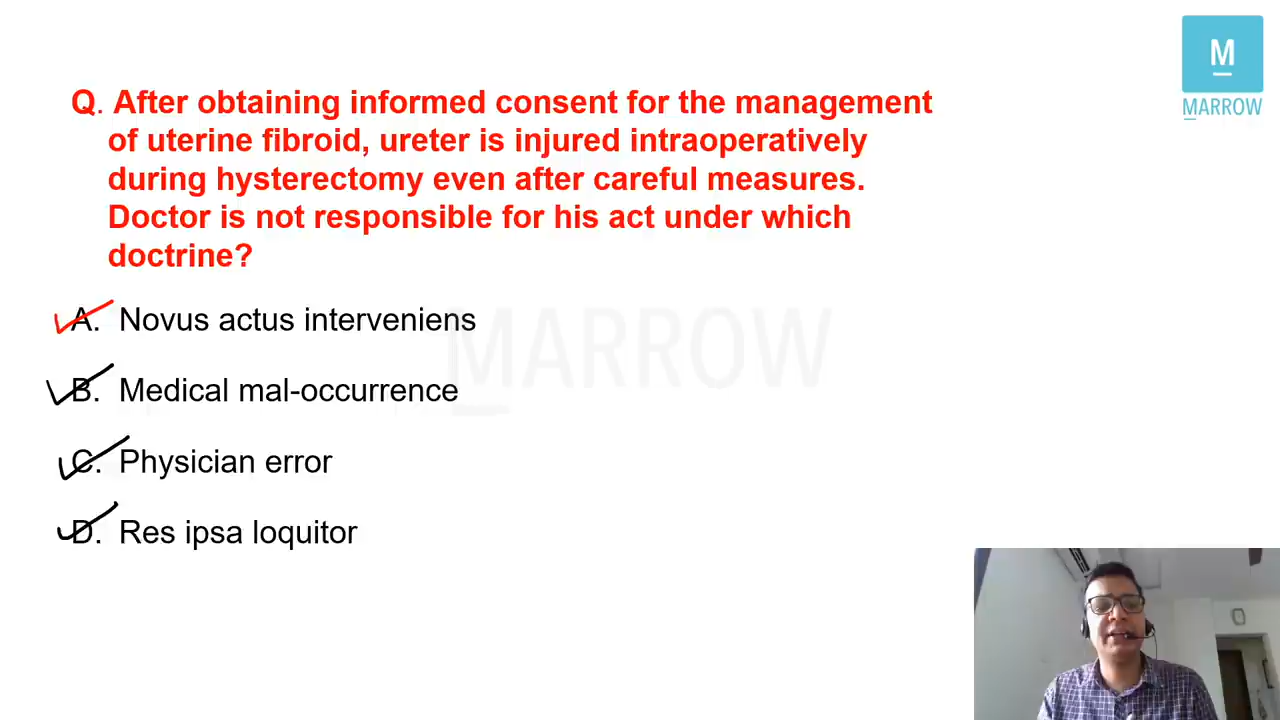 M
MARROW
Q. After obtaining informed consent for the management
of uterine fibroid, ureter is injured intraoperatively
during hysterectomy even after careful measures.
Doctor is not responsible for his act under which
doctrine?
A. Novus actus interveniens
B. Medical mal-occurrence
C. Physician error
D. Res ipsa loquitor
MARROW